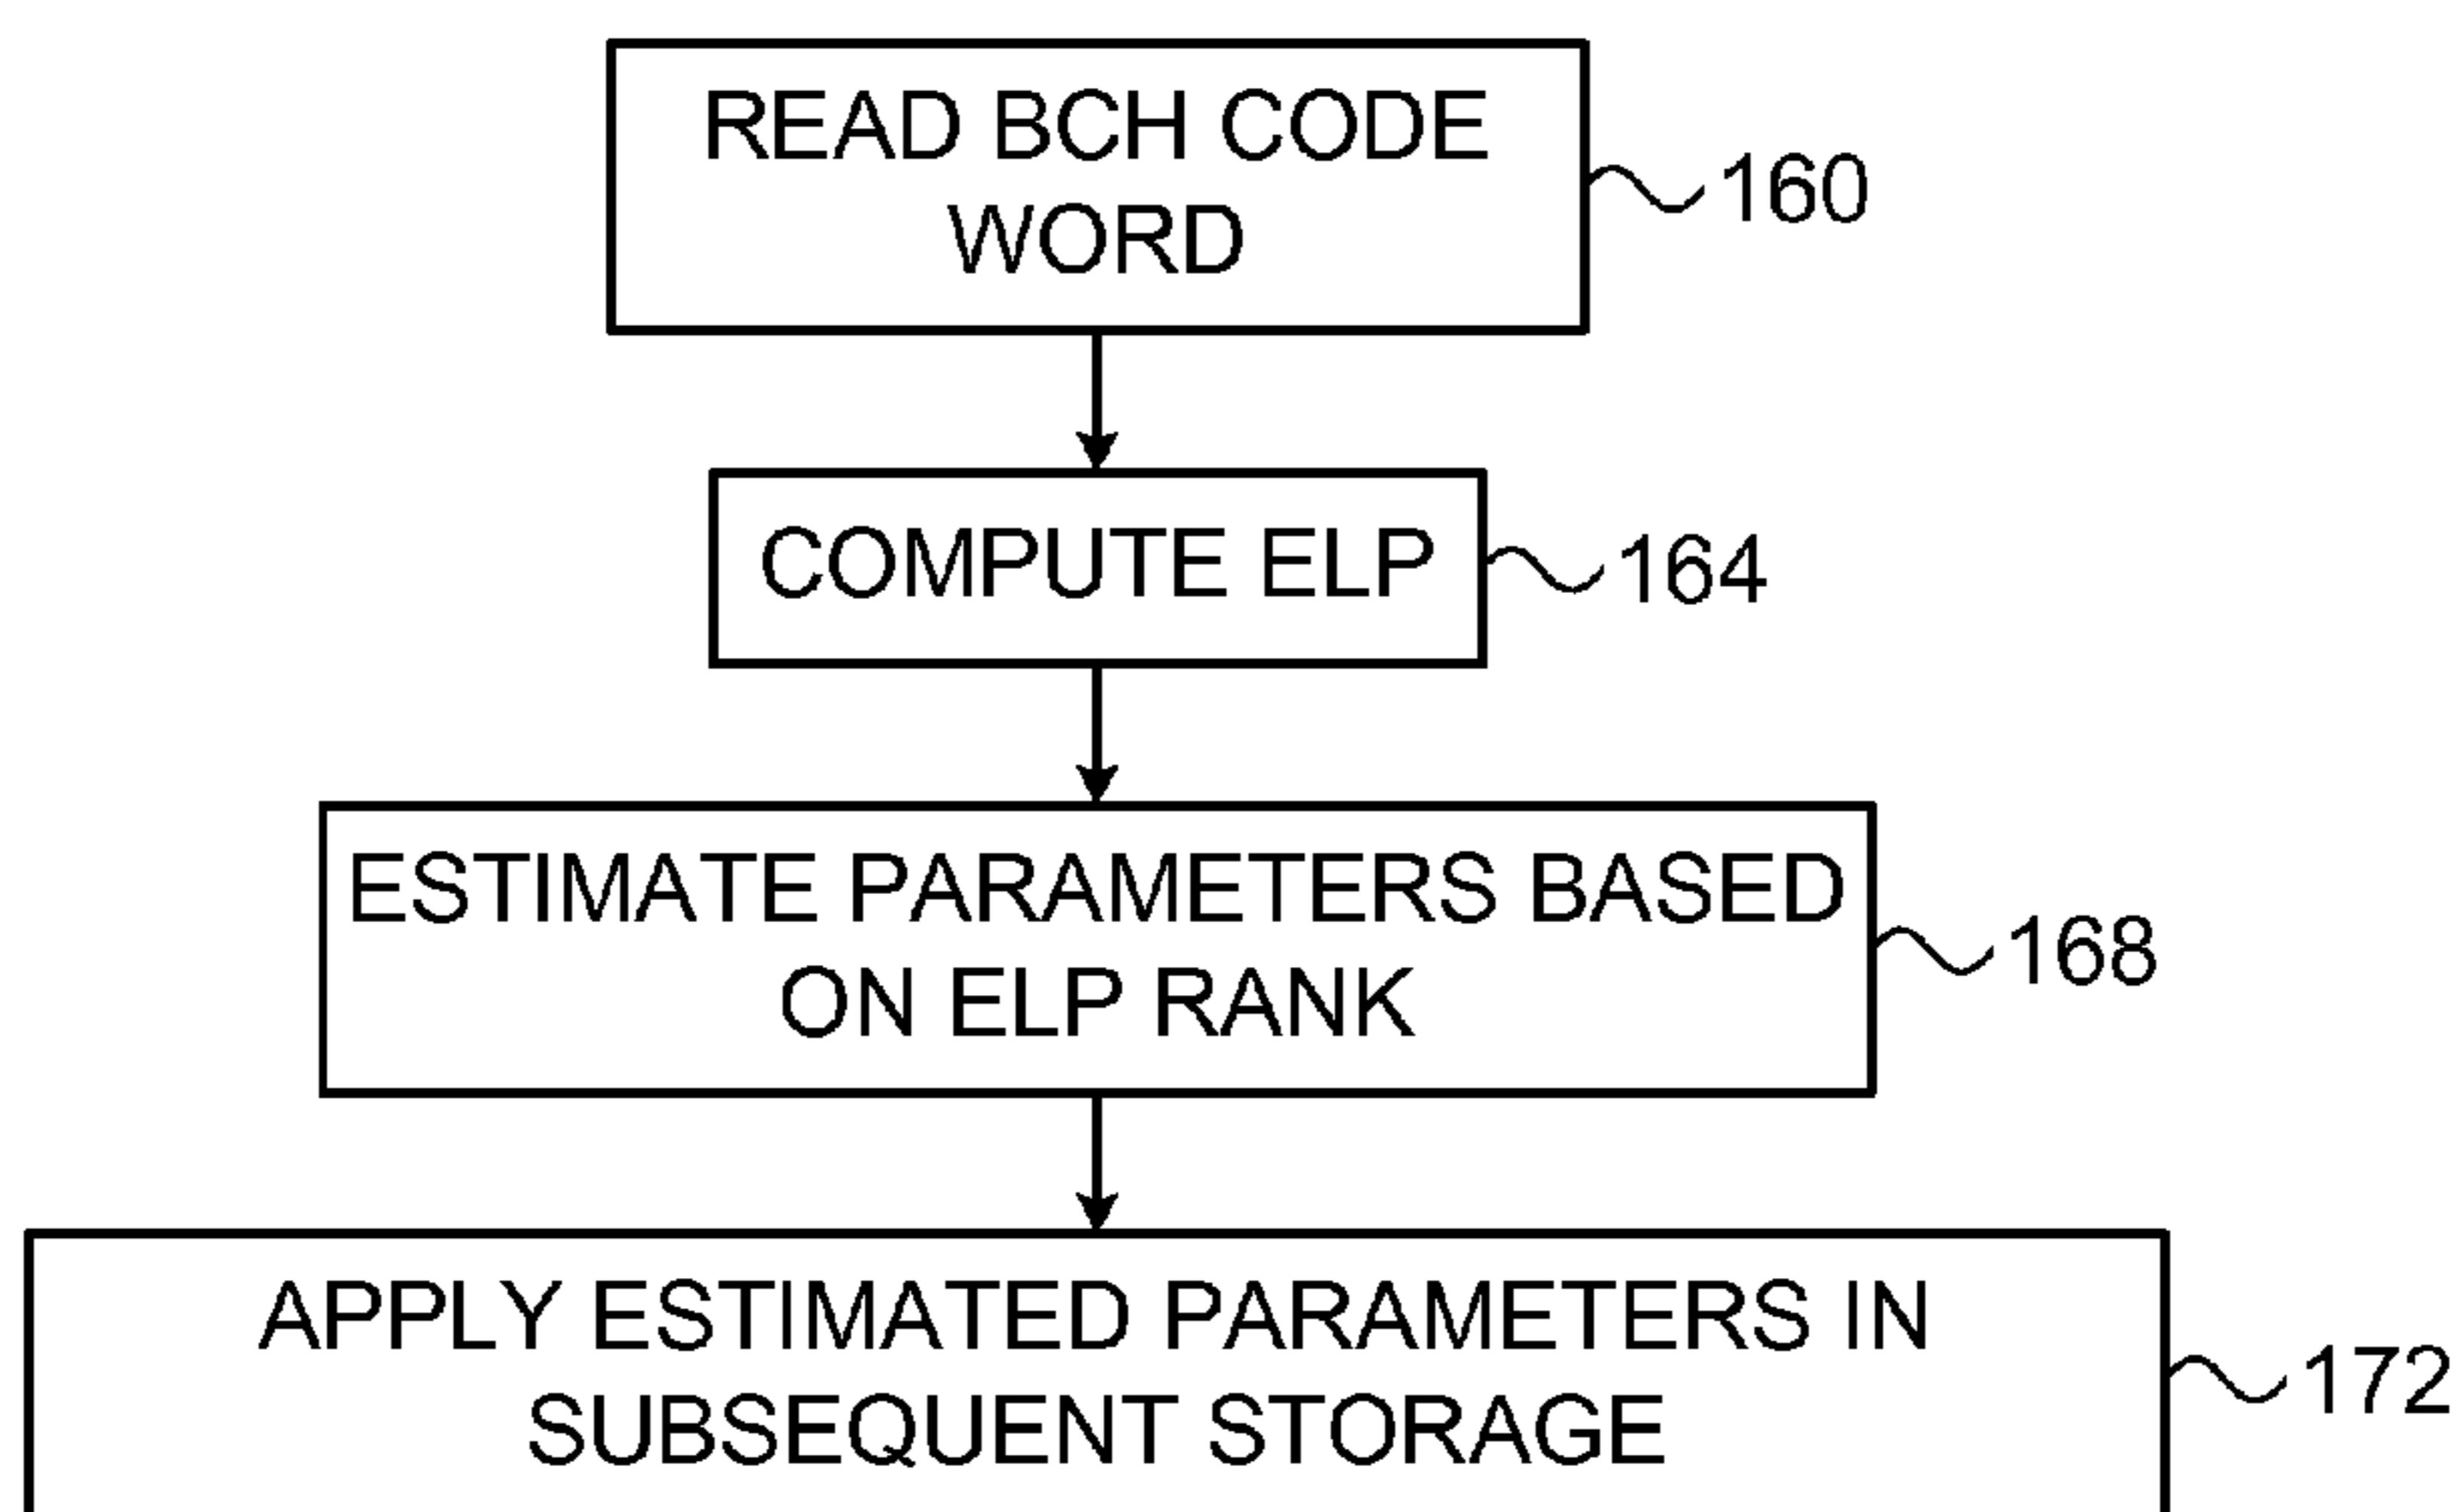 READ BCH CODE
WORD
160
COMPUTE ELP
164
ESTIMATE PARAMETERS BASED
ON ELP RANK
168
APPLY ESTIMATED PARAMETERS IN
SUBSEQUENT STORAGE
172